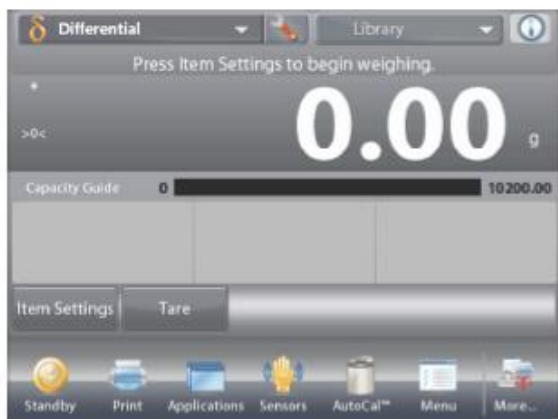 δ Differential Library
Press Item Settings to begin weighing.
*
>0<
0.00 g
Capacity Guide 0 10200.00
Item Settings Tare
Standby Print Applications Sensors AutoCal™ Menu More...